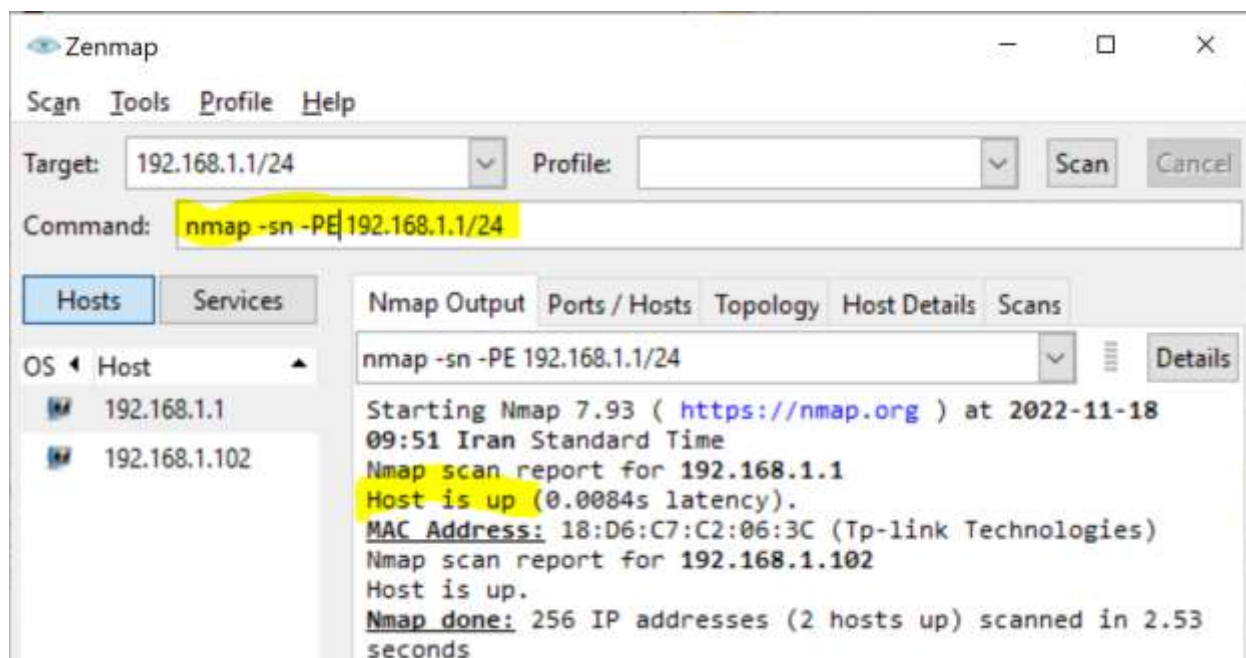 Zenmap
Scan Tools Profile Help
Target: 192.168.1.1/24 Profile: Scan Cancel
Command: nmap -sn -PE 192.168.1.1/24
Hosts Services
Nmap Output Ports / Hosts Topology Host Details Scans
OS Host
nmap -sn -PE 192.168.1.1/24 Details
192.168.1.1
192.168.1.102
Starting Nmap 7.93 ( https://nmap.org ) at 2022-11-18
09:51 Iran Standard Time
Nmap scan report for 192.168.1.1
Host is up (0.0084s latency).
MAC Address: 18:D6:C7:C2:06:3C (Tp-link Technologies)
Nmap scan report for 192.168.1.102
Host is up.
Nmap done: 256 IP addresses (2 hosts up) scanned in 2.53
seconds